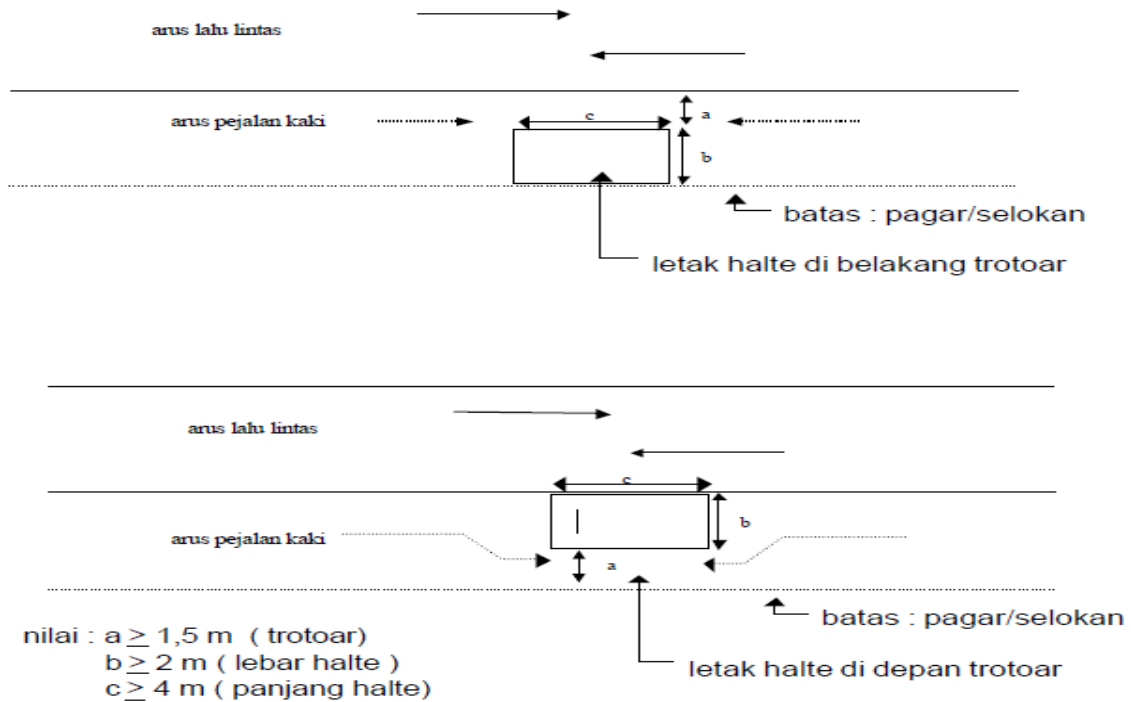 arus lalu lintas
arus pejalan kaki
c
a
b
batas : pagar/selokan
letak halte di belakang trotoar
arus lalu lintas
c
b
arus pejalan kaki
a
batas : pagar/selokan
letak halte di depan trotoar
nilai : a ≥ 1,5 m ( trotoar)
b ≥ 2 m ( lebar halte )
c ≥ 4 m ( panjang halte)